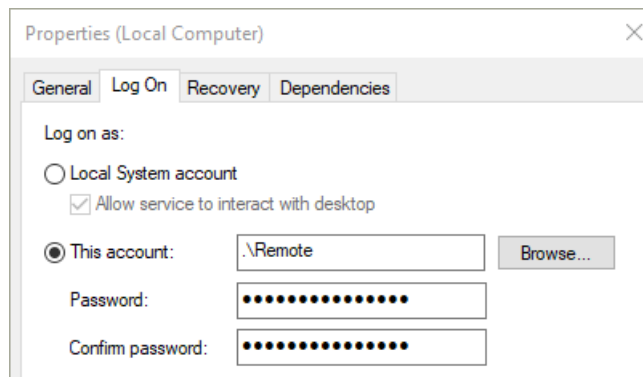 Properties (Local Computer)
General Log On Recovery Dependencies
Log on as:
Local System account
Allow service to interact with desktop
This account: .\Remote Browse...
Password: ●●●●●●●●●●●●●●●
Confirm password: ●●●●●●●●●●●●●●●